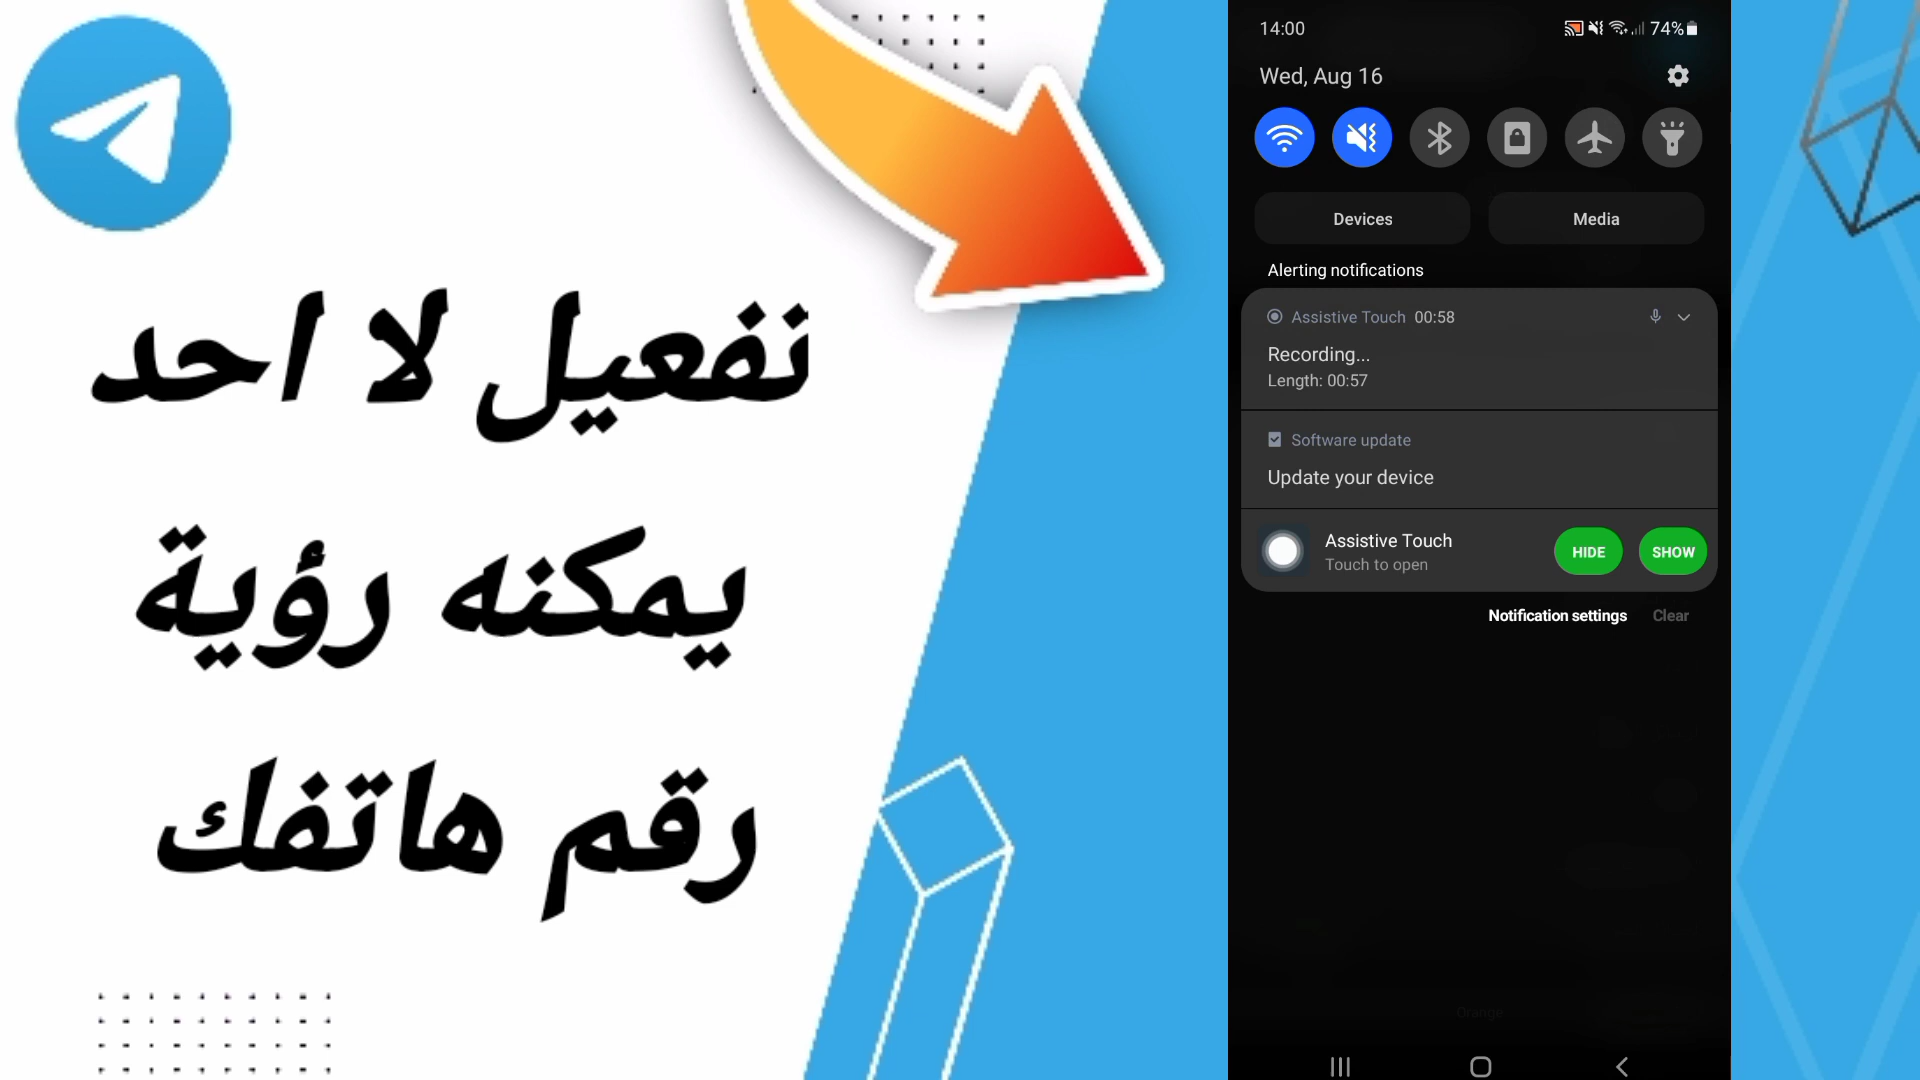 تفعيل لا احد
يمكنه رؤية
رقم هاتفك
14:00
74%
Wed, Aug 16
Devices
Media
Alerting notifications
Assistive Touch 00:58
Recording...
Length: 00:57
Software update
Update your device
Assistive Touch
Touch to open
HIDE
SHOW
Notification settings
Clear
Orange